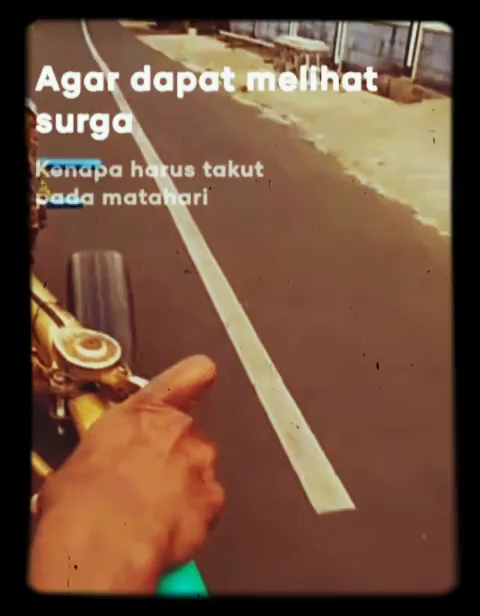 Agar dapat melihat
surga
Kenapa harus takut
pada matahari